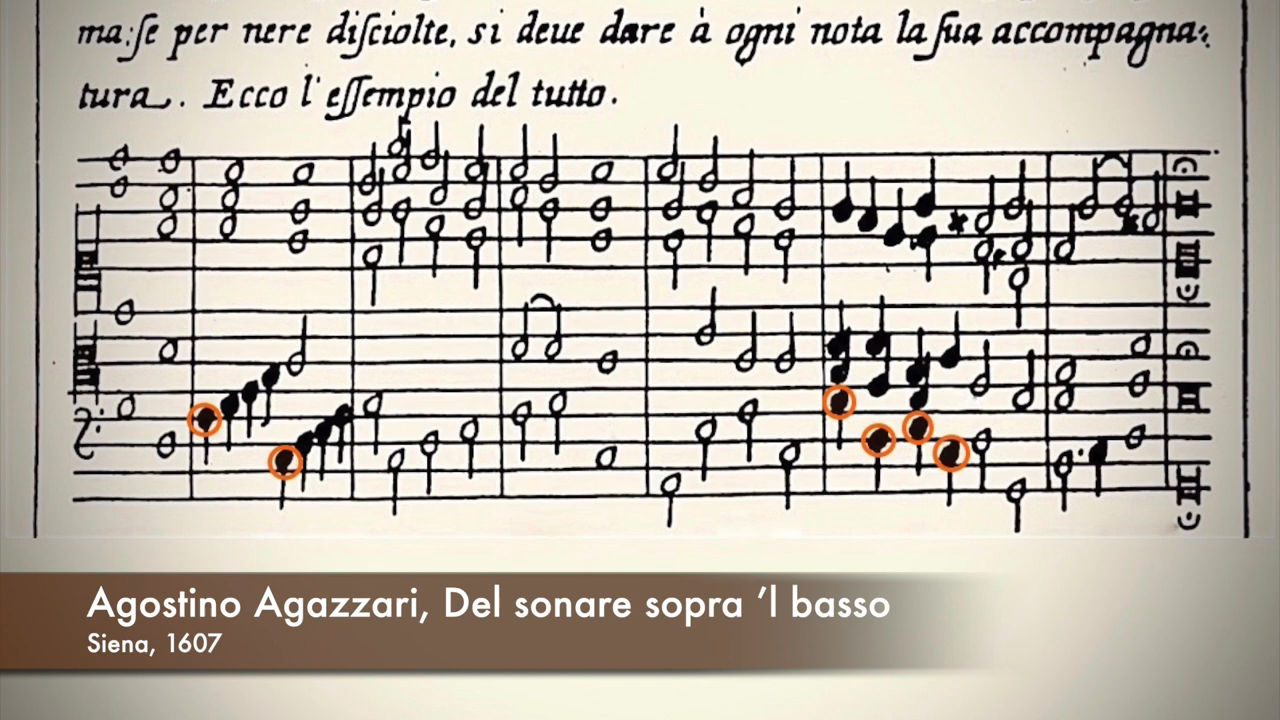 ma: ſe per nere diſciolte, si deue dare à ogni nota la ſua accompagna-
tura. Ecco l'eſſempio del tutto.
Agostino Agazzari, Del sonare sopra ’l basso
Siena, 1607